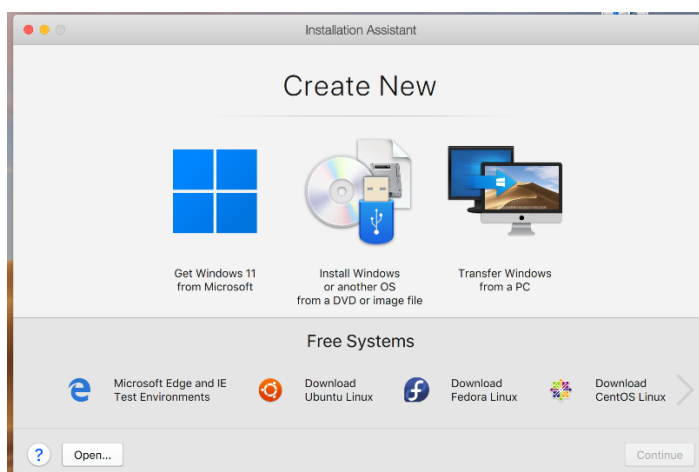 Installation Assistant
Create New
Get Windows 11
from Microsoft
Install Windows
or another OS
from a DVD or image file
Transfer Windows
from a PC
Free Systems
Microsoft Edge and IE
Test Environments
Download
Ubuntu Linux
Download
Fedora Linux
Download
CentOS Linux
?
Open...
Continue